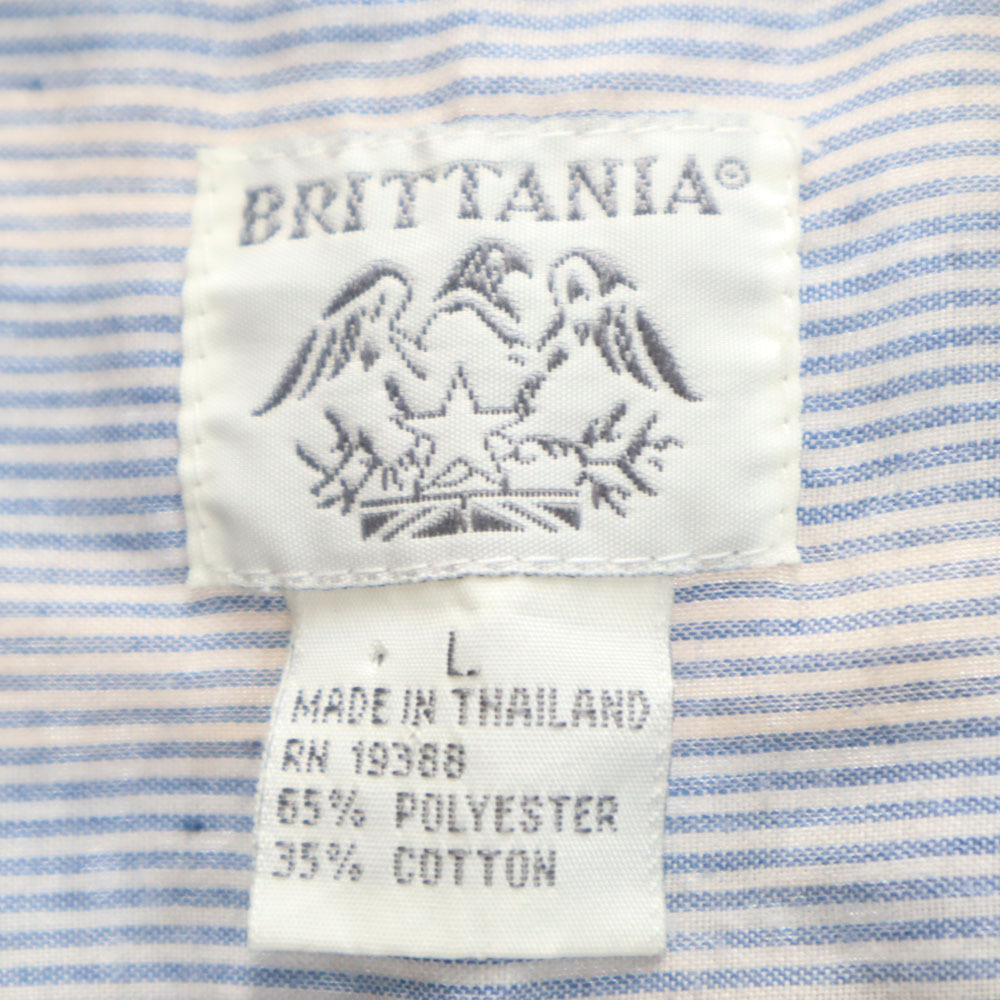 BRITTANIA®
L
MADE IN THAILAND
RN 19388
65% POLYESTER
35% COTTON